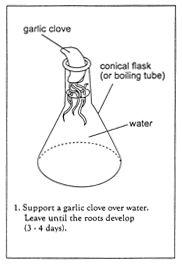 garlic clove
conical flask
(or boiling tube)
water
1. Support a garlic clove over water.
Leave until the roots develop
(3 - 4 days).